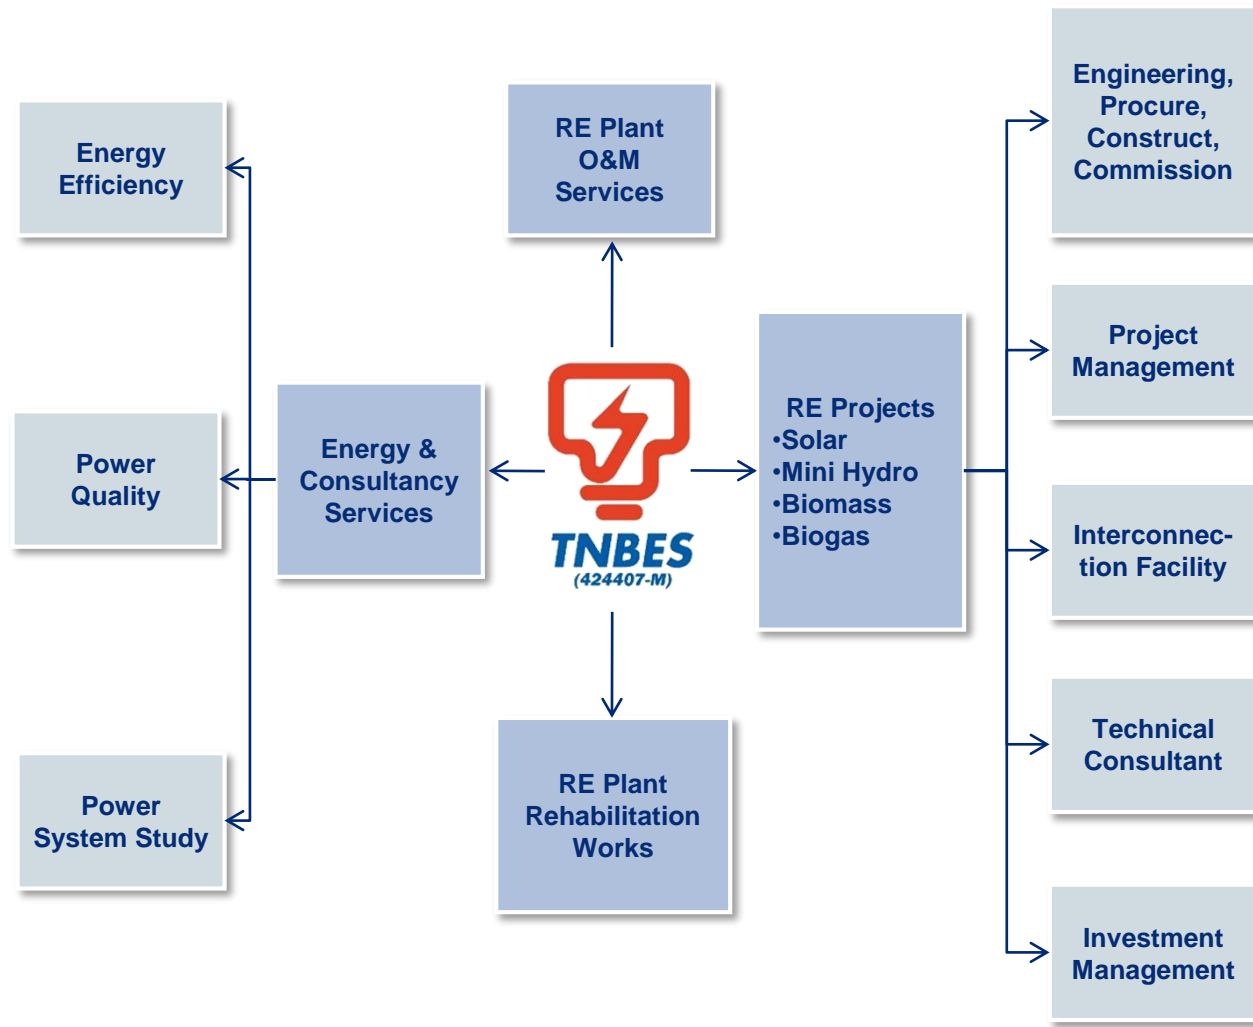 Energy
Efficiency
Power
Quality
Power
System Study
Energy &
Consultancy
Services
RE Plant
O&M
Services
TNBES
(424407-M)
RE Plant
Rehabilitation
Works
RE Projects
•Solar
•Mini Hydro
•Biomass
•Biogas
Engineering,
Procure,
Construct,
Commission
Project
Management
Interconnec-
tion Facility
Technical
Consultant
Investment
Management